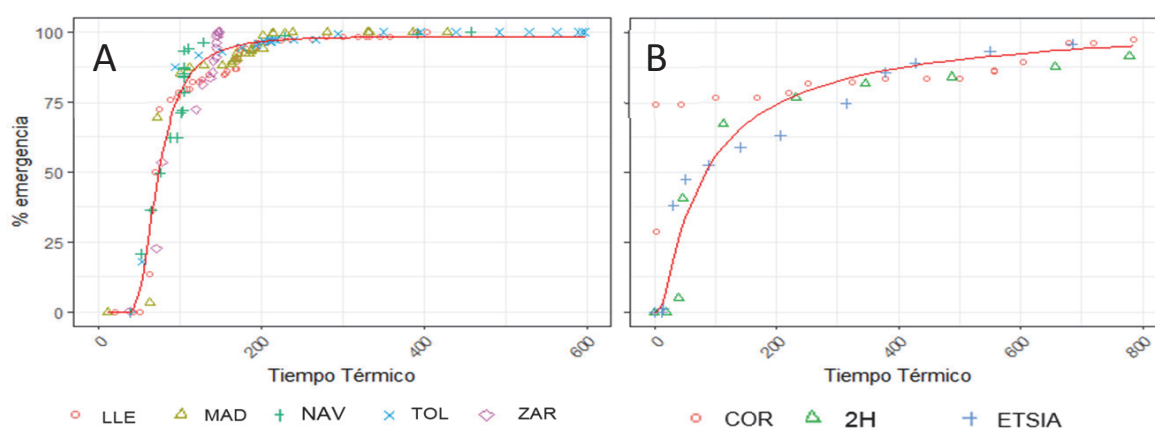 A
B
% emergencia
100
75
50
25
0
0
200
400
600
0
200
400
600
800
Tiempo Térmico
Tiempo Térmico
LLE MAD NAV TOL ZAR
COR 2H ETSIA